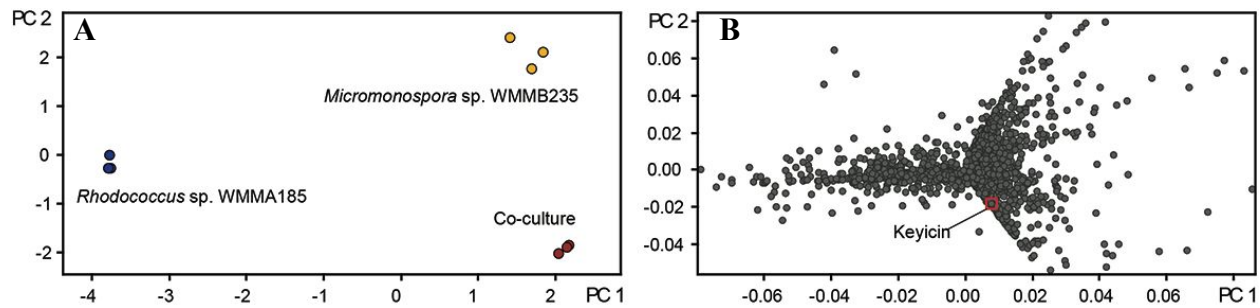 PC 2
A
2
1
0
-1
-2
Micromonospora sp. WMMB235
Rhodococcus sp. WMMA185
Co-culture
-4 -3 -2 -1 0 1 2 PC 1
PC 2
B
0.06
0.04
0.02
0.00
-0.02
-0.04
Keyicin
-0.06 -0.04 -0.02 0.00 0.02 0.04 0.06 PC 1